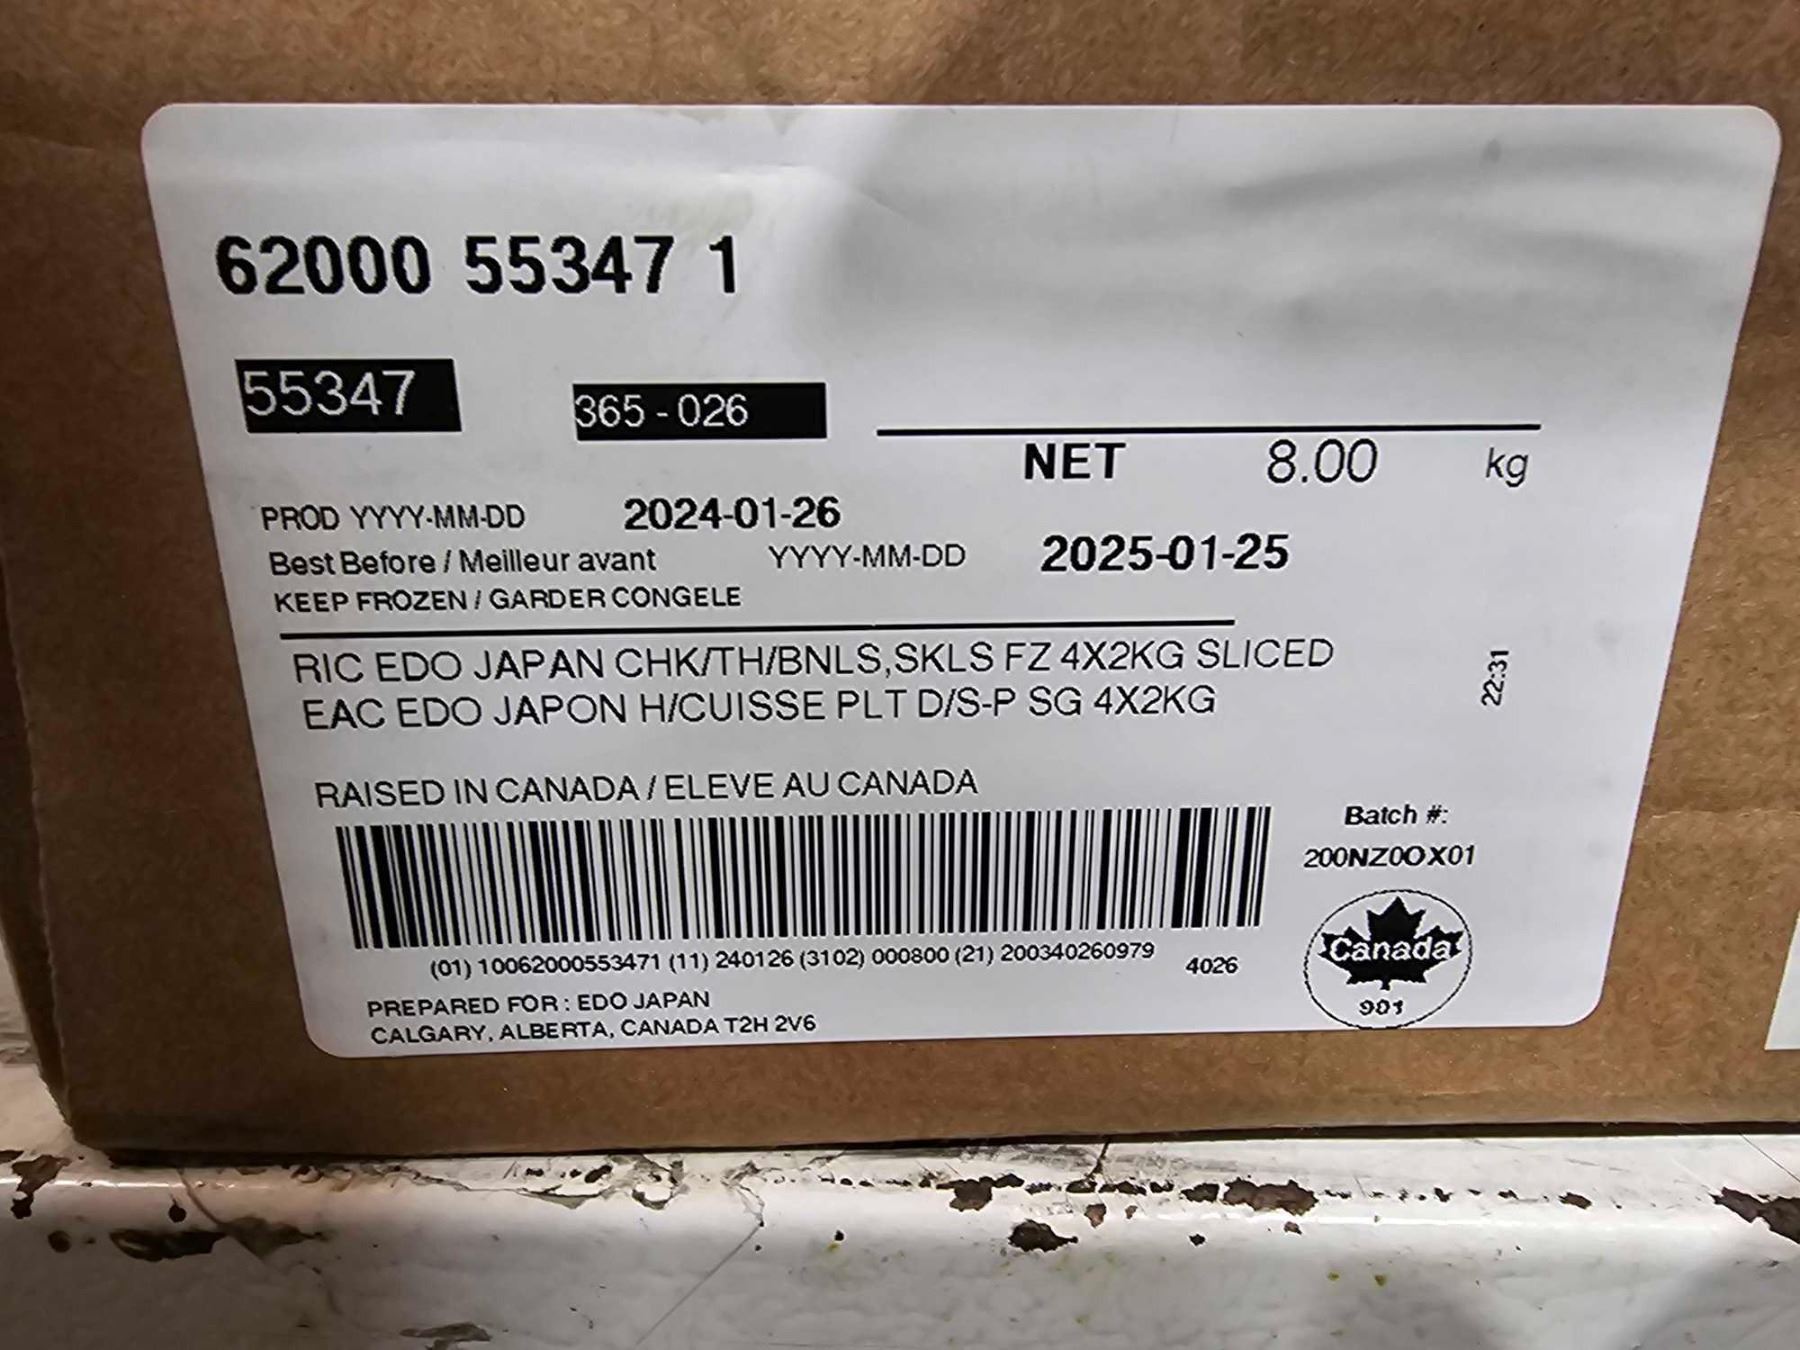 62000 55347 1
55347
365 - 026
NET 8.00 kg
PROD YYYY-MM-DD 2024-01-26
Best Before / Meilleur avant YYYY-MM-DD 2025-01-25
KEEP FROZEN / GARDER CONGELE
RIC EDO JAPAN CHK/TH/BNLS,SKLS FZ 4X2KG SLICED
EAC EDO JAPON H/CUISSE PLT D/S-P SG 4X2KG
22:31
RAISED IN CANADA / ELEVE AU CANADA
Batch #:
200NZ0OX01
(01) 10062000553471 (11) 240126 (3102) 000800 (21) 200340260979
4026
Canada
901
PREPARED FOR : EDO JAPAN
CALGARY, ALBERTA, CANADA T2H 2V6